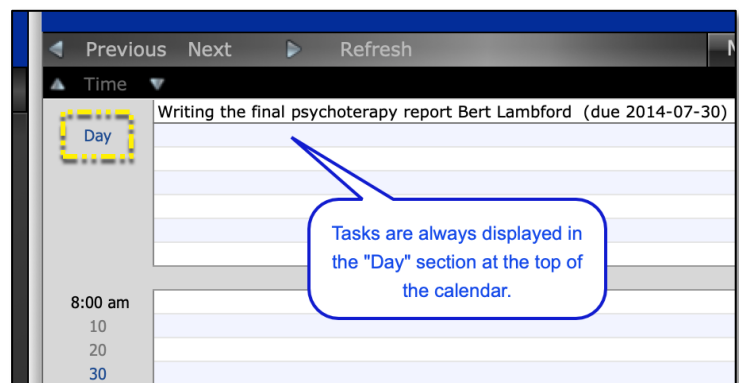 Previous Next Refresh
Time
Writing the final psychoterapy report Bert Lambford (due 2014-07-30)
Day
Tasks are always displayed in
the "Day" section at the top of
the calendar.
8:00 am
10
20
30